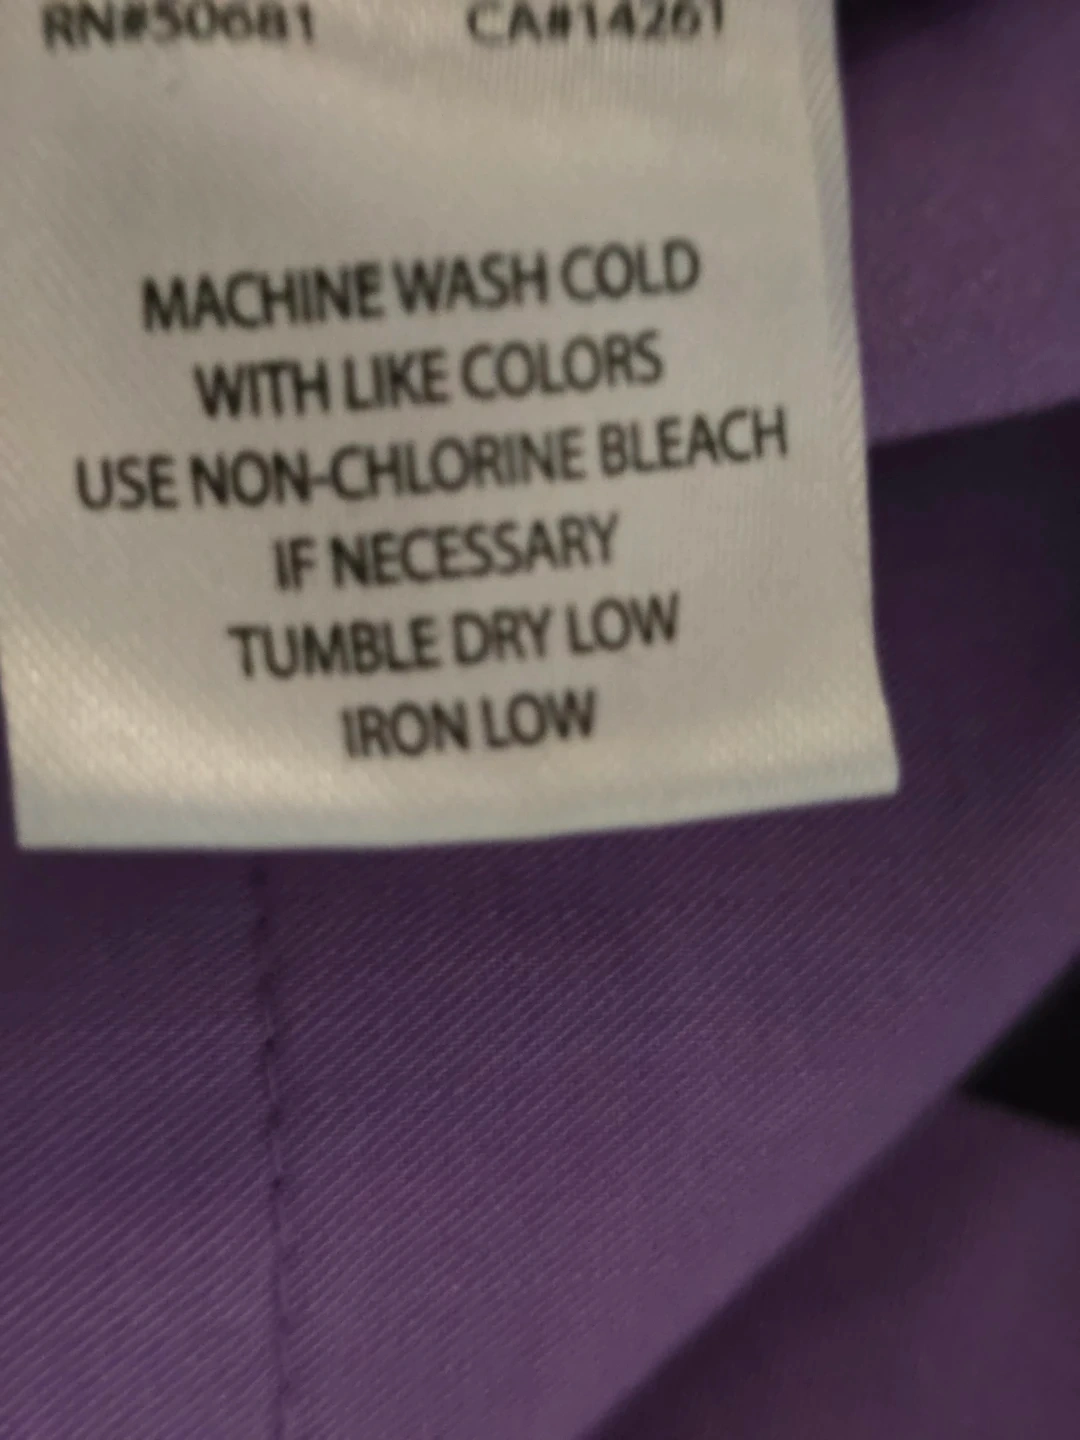 RN#50681 CA#14261
MACHINE WASH COLD
WITH LIKE COLORS
USE NON-CHLORINE BLEACH
IF NECESSARY
TUMBLE DRY LOW
IRON LOW